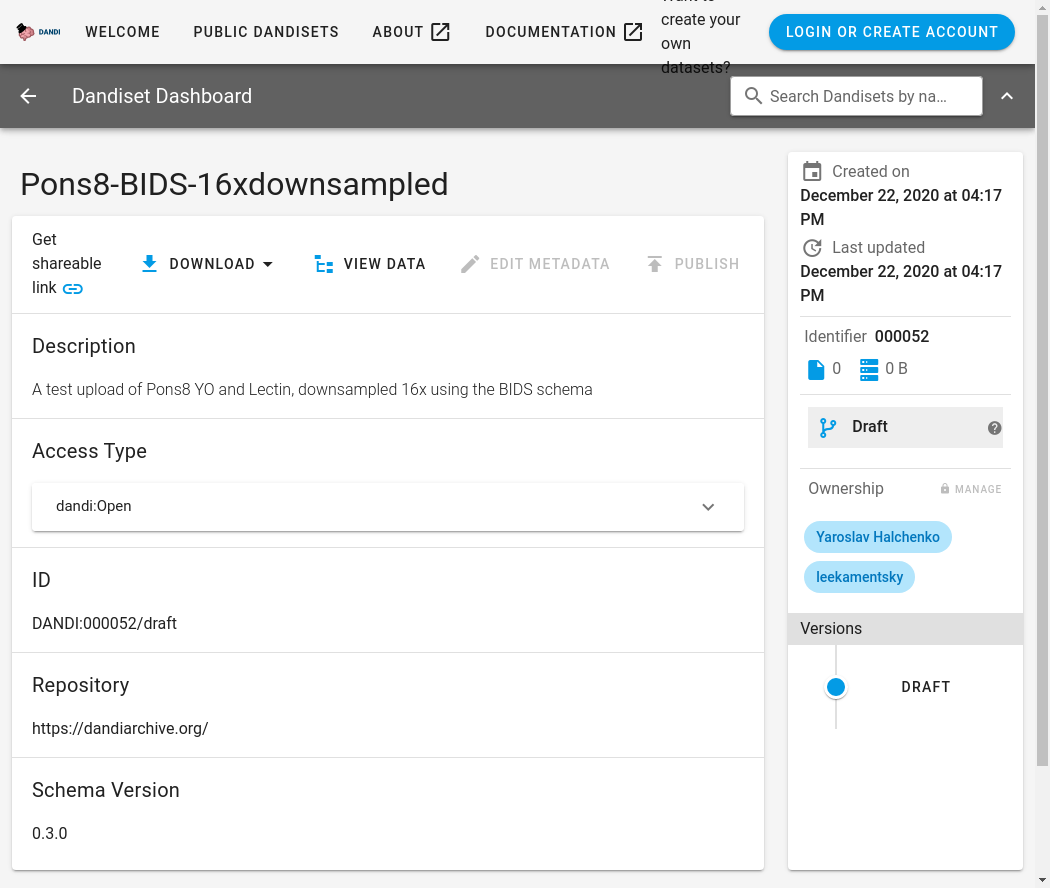 DANDI
WELCOME
PUBLIC DANDISETS
ABOUT
DOCUMENTATION
create your
own
datasets?
LOGIN OR CREATE ACCOUNT
Dandiset Dashboard
Search Dandisets by na...
Pons8-BIDS-16xdownsampled
Get
shareable
link
DOWNLOAD
VIEW DATA
EDIT METADATA
PUBLISH
Description
A test upload of Pons8 YO and Lectin, downsampled 16x using the BIDS schema
Access Type
dandi:Open
ID
DANDI:000052/draft
Repository
https://dandiarchive.org/
Schema Version
0.3.0
Created on
December 22, 2020 at 04:17
PM
Last updated
December 22, 2020 at 04:17
PM
Identifier 000052
0
0 B
Draft
Ownership
MANAGE
Yaroslav Halchenko
leekamentsky
Versions
DRAFT